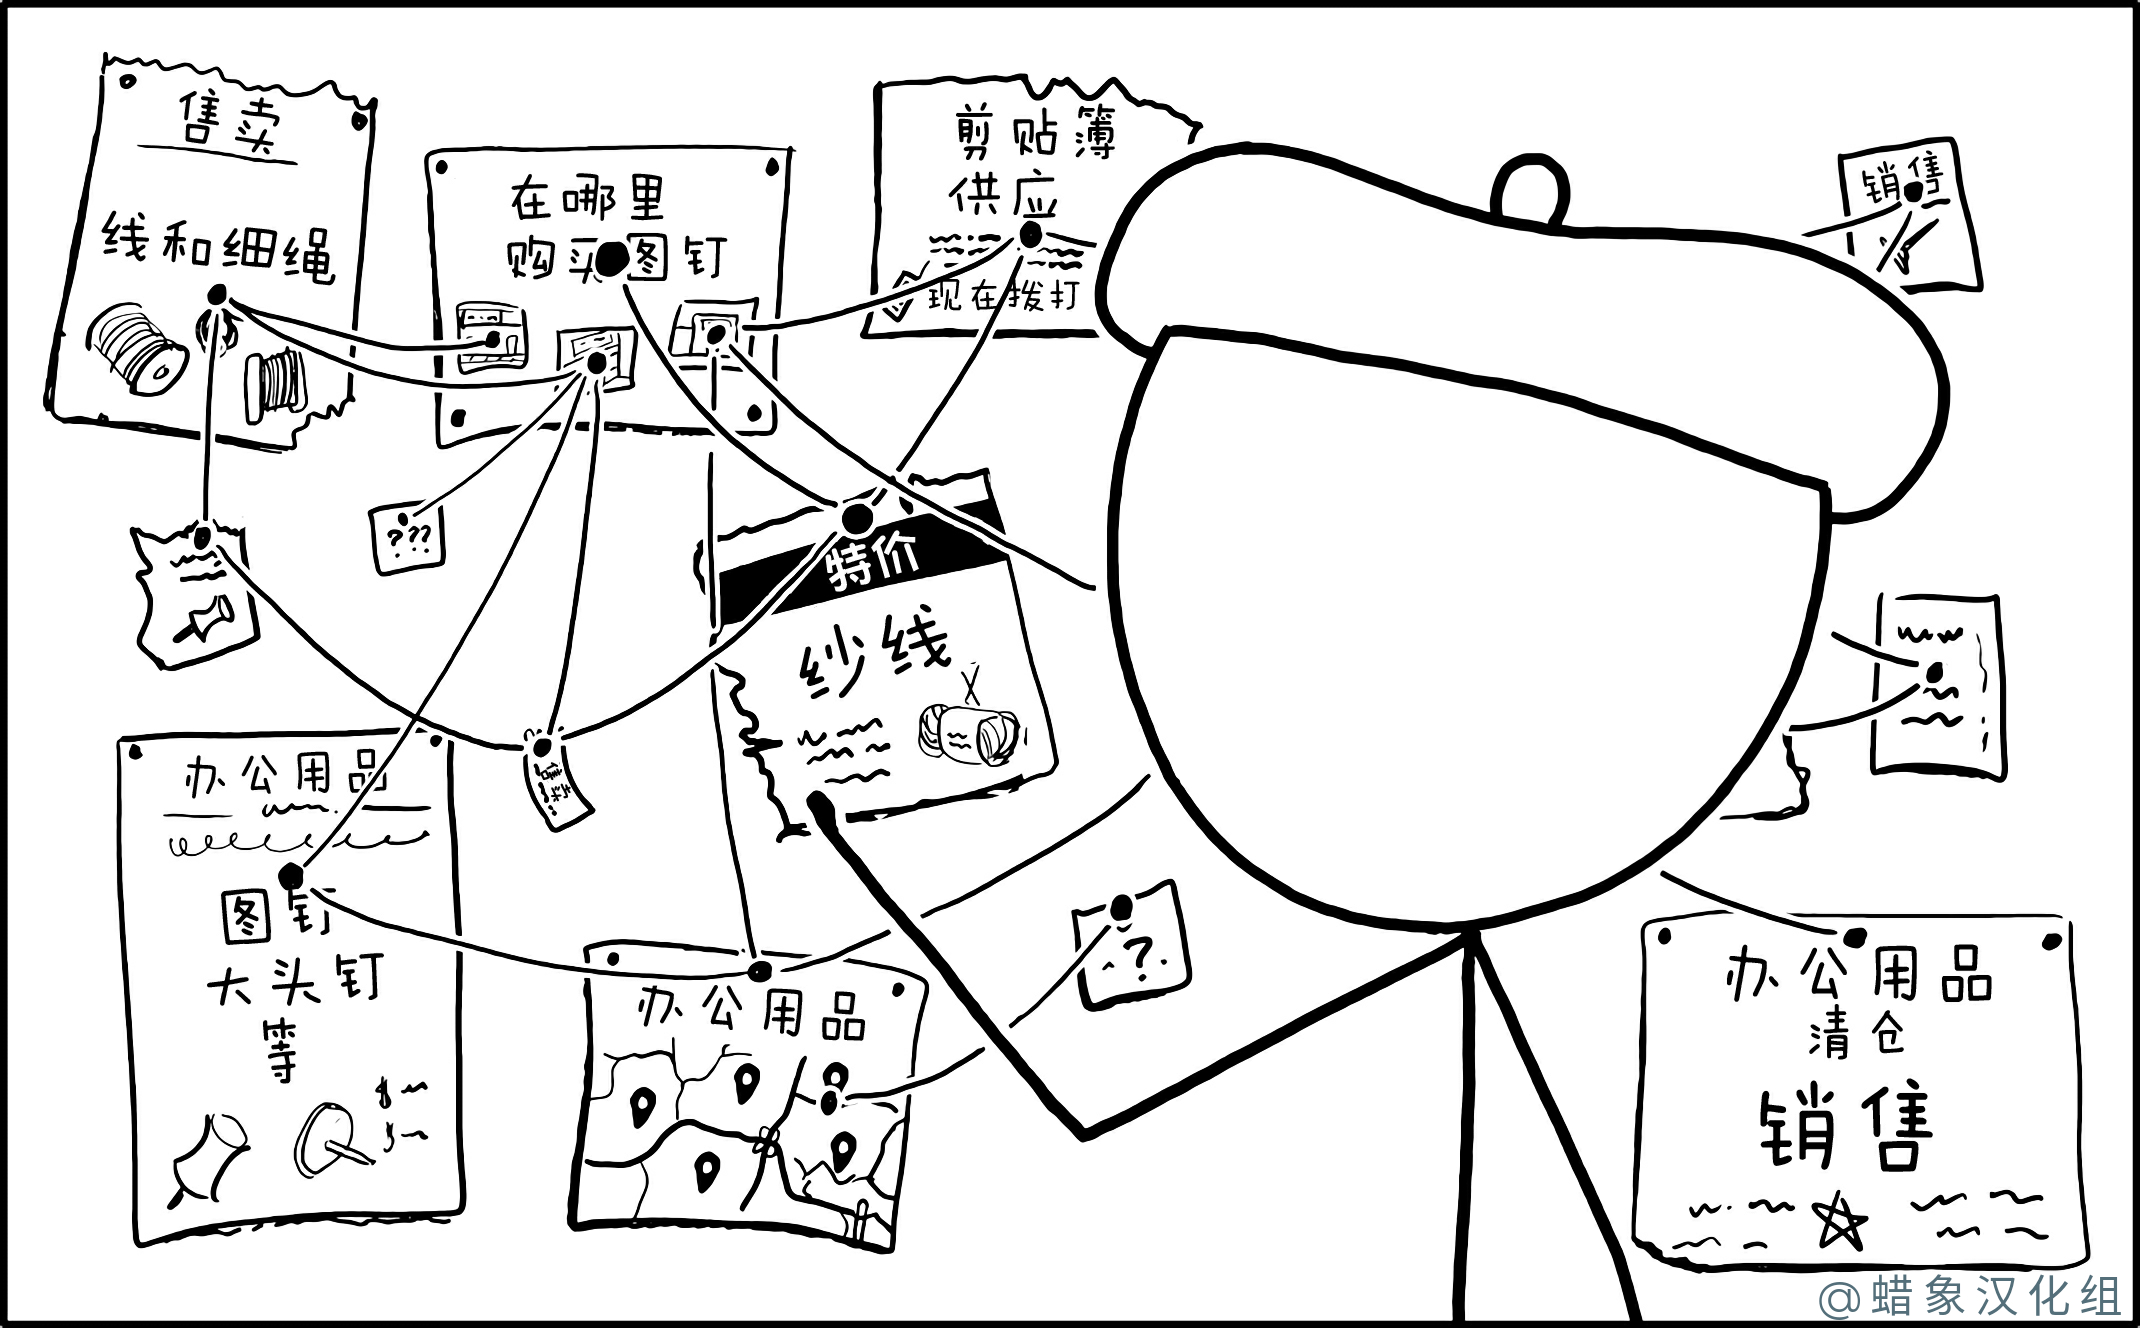 售卖
线和细绳
在哪里
购买图钉
剪贴簿
供应
现在拨打
销售
???
特价
纱线
办公用品
图钉
大头钉
等
?
办公用品
办公用品
清仓
销售
@蜡象汉化组